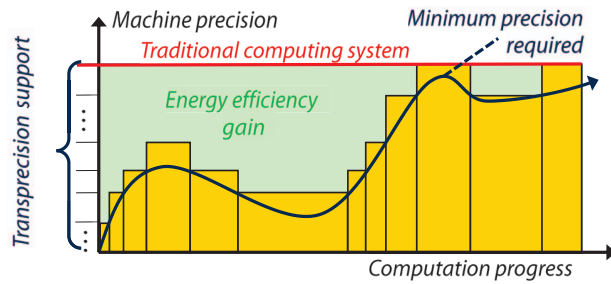 Machine precision
Minimum precision
required
Traditional computing system
Energy efficiency
gain
Transprecision support
...
...
Computation progress